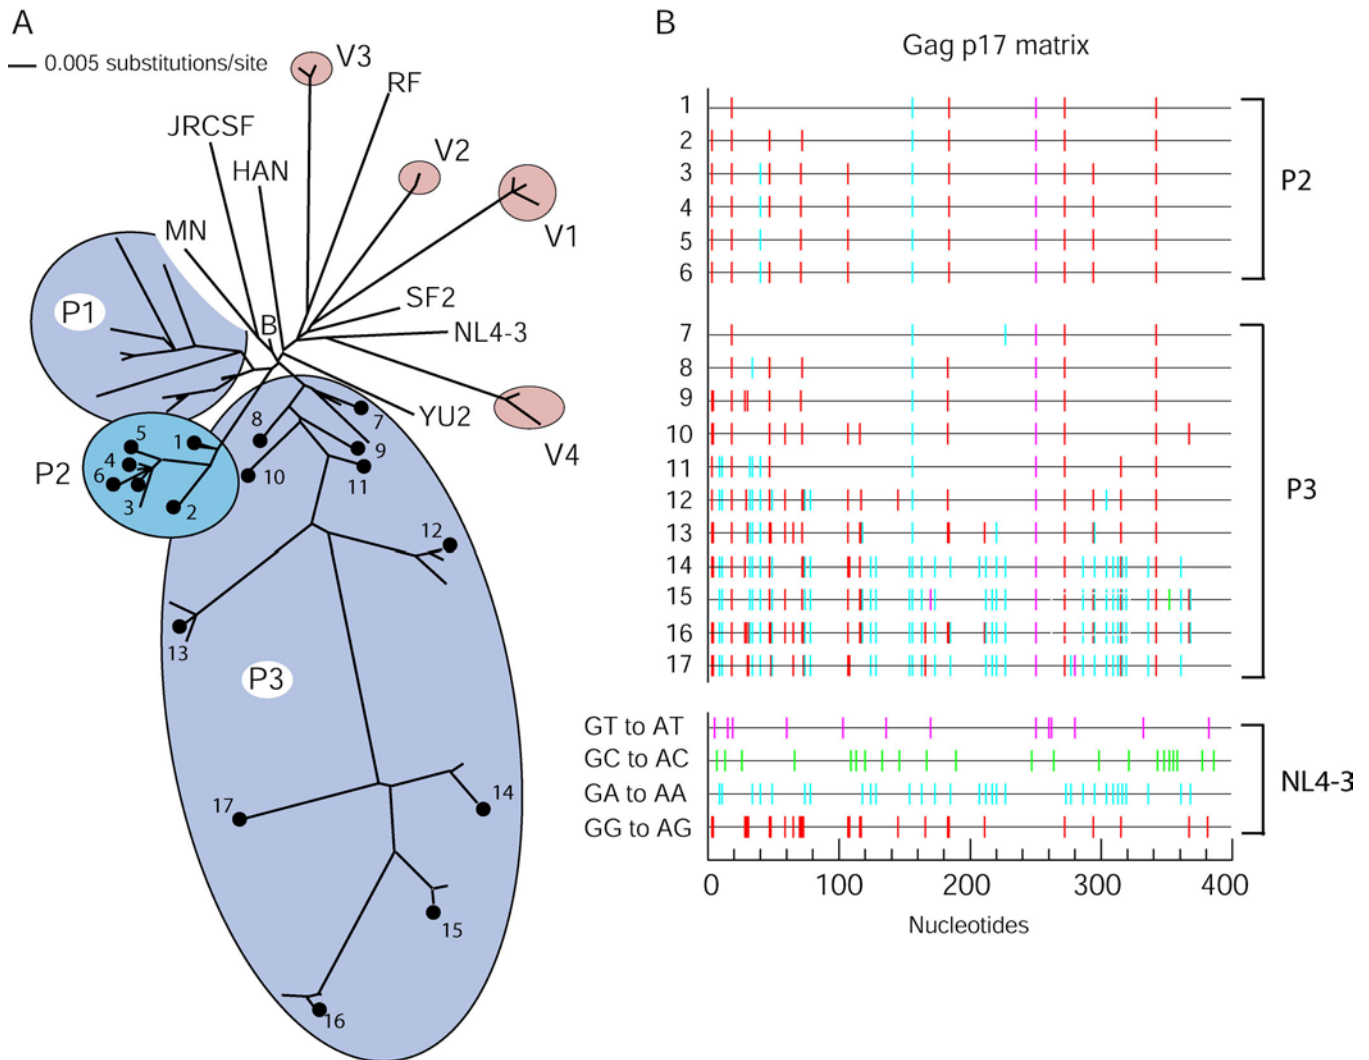 A
0.005 substitutions/site
V3
RF
JRCSF
HAN
V2
V1
MN
SF2
B
NL4-3
P1
YU2
V4
P2
5
4
6
3
1
2
8
7
9
10
11
12
13
P3
17
14
15
16
B
Gag p17 matrix
1
2
3
4
5
6
P2
7
8
9
10
11
12
13
14
15
16
17
P3
GT to AT
GC to AC
GA to AA
GG to AG
NL4-3
0 100 200 300 400
Nucleotides